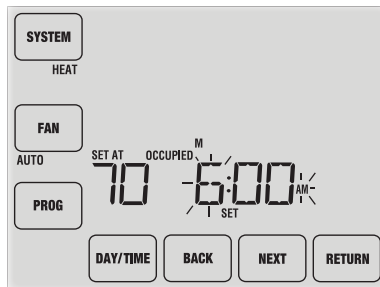 SYSTEM
HEAT
FAN
AUTO
M
SET AT OCCUPIED
70 6:00 AM
SET
PROG
DAY/TIME BACK NEXT RETURN